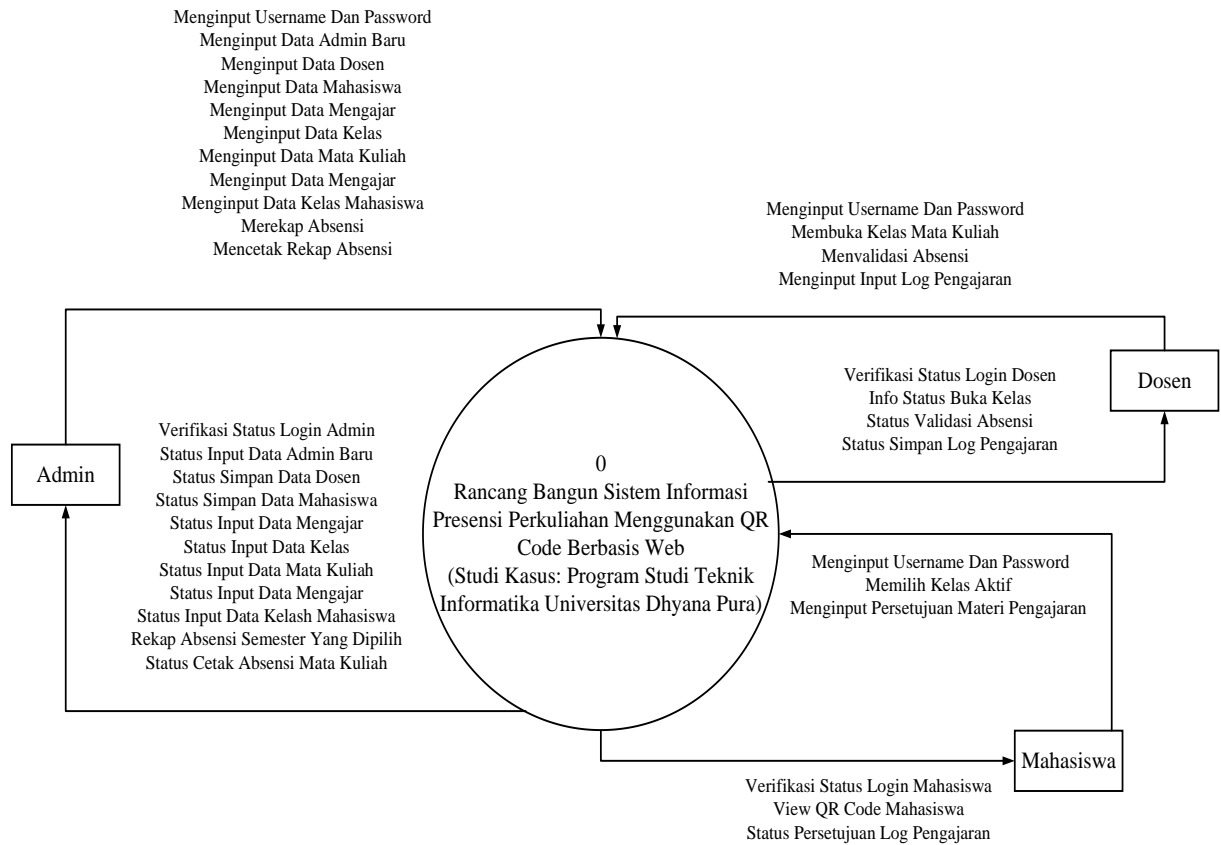 Menginput Username Dan Password
Menginput Data Admin Baru
Menginput Data Dosen
Menginput Data Mahasiswa
Menginput Data Mengajar
Menginput Data Kelas
Menginput Data Mata Kuliah
Menginput Data Mengajar
Menginput Data Kelas Mahasiswa
Merekap Absensi
Mencetak Rekap Absensi
Menginput Username Dan Password
Membuka Kelas Mata Kuliah
Menvalidasi Absensi
Menginput Input Log Pengajaran
Admin
Verifikasi Status Login Admin
Status Input Data Admin Baru
Status Simpan Data Dosen
Status Simpan Data Mahasiswa
Status Input Data Mengajar
Status Input Data Kelas
Status Input Data Mata Kuliah
Status Input Data Mengajar
Status Input Data Kelash Mahasiswa
Rekap Absensi Semester Yang Dipilih
Status Cetak Absensi Mata Kuliah
0
Rancang Bangun Sistem Informasi
Presensi Perkuliahan Menggunakan QR
Code Berbasis Web
(Studi Kasus: Program Studi Teknik
Informatika Universitas Dhyana Pura)
Verifikasi Status Login Dosen
Info Status Buka Kelas
Status Validasi Absensi
Status Simpan Log Pengajaran
Dosen
Menginput Username Dan Password
Memilih Kelas Aktif
Menginput Persetujuan Materi Pengajaran
Mahasiswa
Verifikasi Status Login Mahasiswa
View QR Code Mahasiswa
Status Persetujuan Log Pengajaran